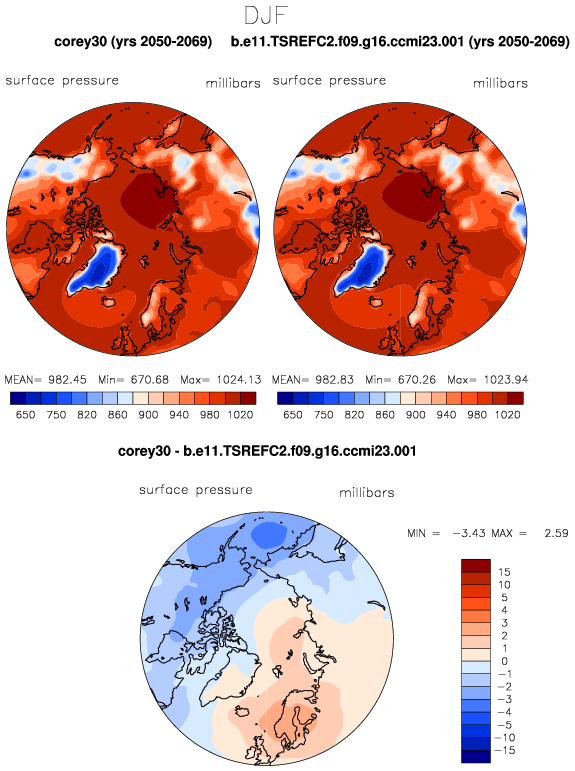 DJF
corey30 (yrs 2050-2069) b.e11.TSREFC2.f09.g16.ccmi23.001 (yrs 2050-2069)
surface pressure millibars surface pressure millibars
MEAN= 982.45 Min= 670.68 Max= 1024.13 MEAN= 982.83 Min= 670.26 Max= 1023.94
650 750 820 860 900 940 980 1020 650 750 820 860 900 940 980 1020
corey30 - b.e11.TSREFC2.f09.g16.ccmi23.001
surface pressure millibars
MIN = -3.43 MAX = 2.59
15
10
5
4
3
2
1
0
-1
-2
-3
-4
-5
-10
-15